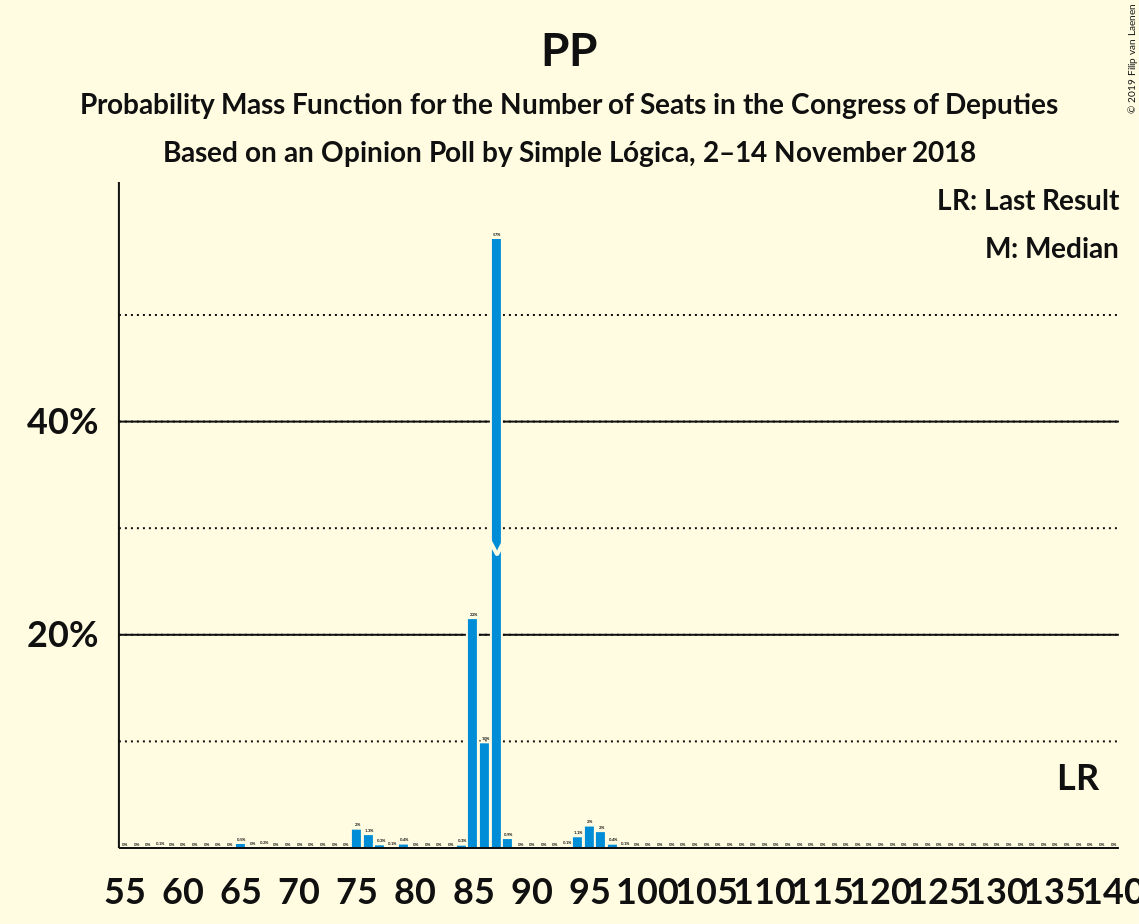 PP
Probability Mass Function for the Number of Seats in the Congress of Deputies
Based on an Opinion Poll by Simple Lógica, 2–14 November 2018
© 2019 Filip van Laenen
LR: Last Result
M: Median
40%
20%
LR
55 60 65 70 75 80 85 90 95 100 105 110 115 120 125 130 135 140